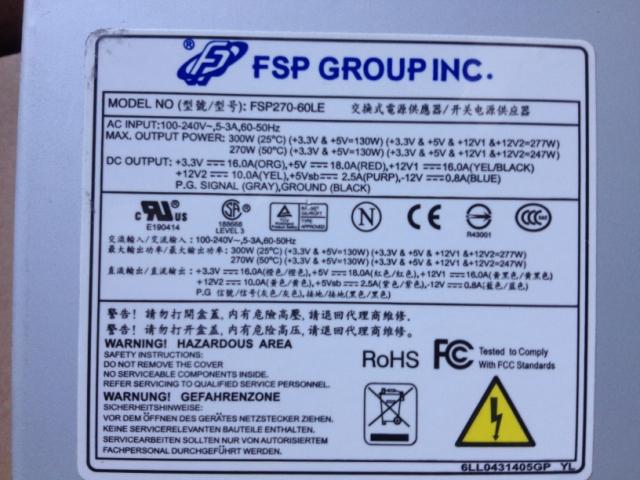 ® FSP GROUP INC.
MODEL NO (型號/型号): FSP270-60LE 交換式電源供應器/开关电源供应器
AC INPUT:100-240V~,5-3A,60-50Hz
MAX. OUTPUT POWER: 300W (25°C) (+3.3V & +5V=130W) (+3.3V & +5V & +12V1 &+12V2=277W)
270W (50°C) (+3.3V & +5V=130W) (+3.3V & +5V & +12V1 &+12V2=247W)
DC OUTPUT: +3.3V ⎓ 16.0A(ORG),+5V ⎓ 18.0A(RED), +12V1 ⎓ 16.0A(YEL/BLACK)
+12V2 ⎓ 10.0A(YEL),+5Vsb ⎓ 2.5A(PURP),-12V ⎓ 0.8A(BLUE)
P.G. SIGNAL (GRAY),GROUND (BLACK)
c RU US
E190414
SA
188668
LEVEL 3
TYPE APPROVED
N
CE
R43001
CCC
交流輸入/交流输入: 100-240V~,5-3A,60-50Hz
最大輸出功率/最大输出功率: 300W (25°C) (+3.3V & +5V=130W) (+3.3V & +5V & +12V1 &+12V2=277W)
270W (50°C) (+3.3V & +5V=130W) (+3.3V & +5V & +12V1 &+12V2=247W)
直流輸出/直流输出: +3.3V ⎓ 16.0A(橙色/橙色),+5V ⎓ 18.0A(紅色/红色), +12V1 ⎓ 16.0A(黃黑色/黄黑色)
+12V2 ⎓ 10.0A(黃色/黄色),+5Vsb ⎓ 2.5A(紫色/紫色),-12V ⎓ 0.8A(藍色/蓝色)
P.G 信號/信号(灰色/灰色),接地/接地(黑色/黑色)
警告! 請勿打開盒蓋,内有危險高壓,請退回代理商維修.
警告! 请勿打开盒盖,内有危险高压,请退回代理商维修.
WARNING! HAZARDOUS AREA
SAFETY INSTRUCTIONS:
DO NOT REMOVE THE COVER
NO SERVICEABLE COMPONENTS INSIDE.
REFER SERVICING TO QUALIFIED SERVICE PERSONNEL.
RoHS
FC Tested to Comply
With FCC Standards
WARNUNG! GEFAHRENZONE
SICHERHEITSHINWEISE:
VOR DEM ÖFFNEN DES GERÄTES NETZSTECKER ZIEHEN.
KEINE SERVICERELEVANTEN BAUTEILE ENTHALTEN.
SERVICEARBEITEN SOLLTEN NUR VON AUTORISIERTEM
FACHPERSONAL DURCHGEFÜHRT WERDEN.
6LL0431405GP YL